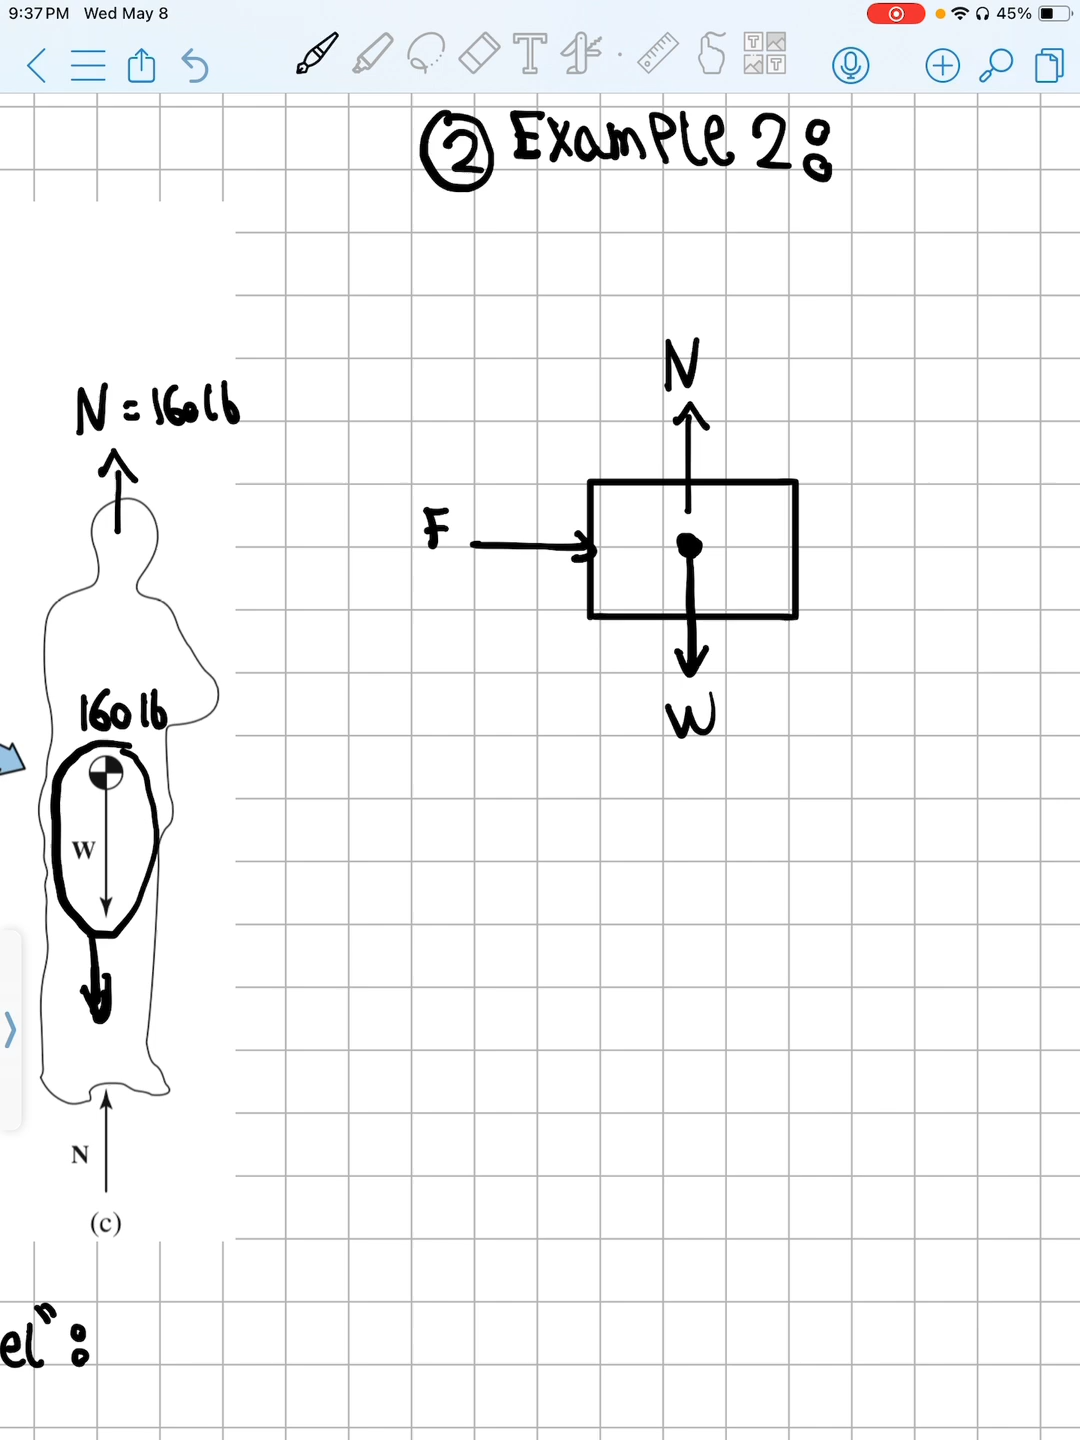 9:37 PM Wed May 8
45%
② Example 2:
N = 160 lb
N
F
160 lb
W
W
N
(c)
el":